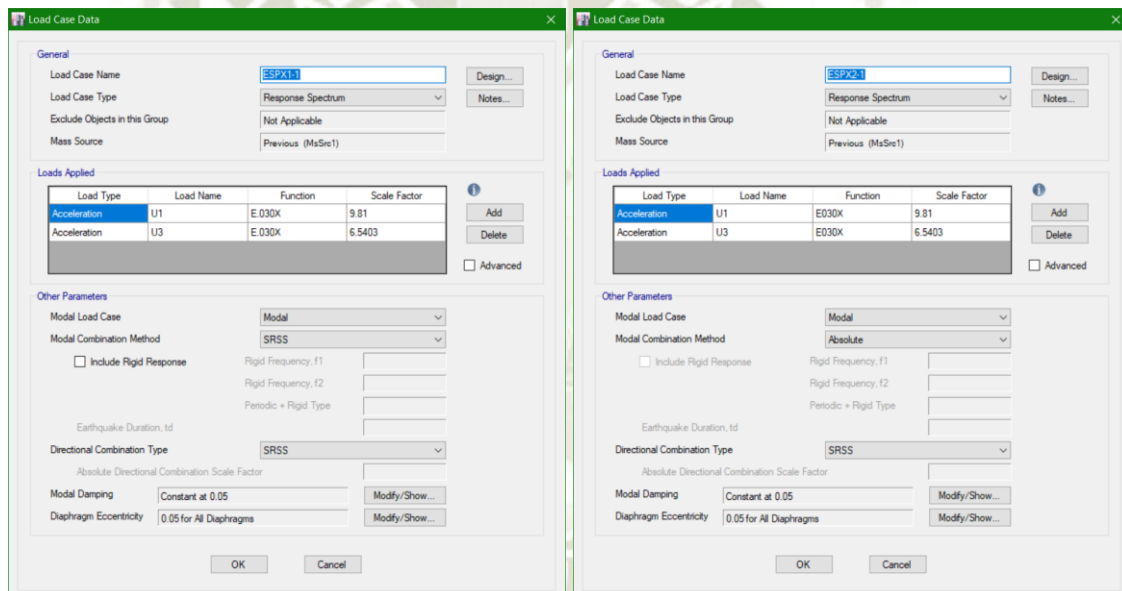 Load Case Data
General
Load Case Name ESPX1-1 Design...
Load Case Type Response Spectrum Notes...
Exclude Objects in this Group Not Applicable
Mass Source Previous (MsSrc1)
Loads Applied
Load Type Load Name Function Scale Factor
Acceleration U1 E.030X 9.81 Add
Acceleration U3 E.030X 6.5403 Delete
Advanced
Other Parameters
Modal Load Case Modal
Modal Combination Method SRSS
Include Rigid Response Rigid Frequency, f1
Rigid Frequency, f2
Periodic + Rigid Type
Earthquake Duration, td
Directional Combination Type SRSS
Absolute Directional Combination Scale Factor
Modal Damping Constant at 0.05 Modify/Show...
Diaphragm Eccentricity 0.05 for All Diaphragms Modify/Show...
OK Cancel
Load Case Data
General
Load Case Name ESPX2-1 Design...
Load Case Type Response Spectrum Notes...
Exclude Objects in this Group Not Applicable
Mass Source Previous (MsSrc1)
Loads Applied
Load Type Load Name Function Scale Factor
Acceleration U1 E030X 9.81 Add
Acceleration U3 E030X 6.5403 Delete
Advanced
Other Parameters
Modal Load Case Modal
Modal Combination Method Absolute
Include Rigid Response Rigid Frequency, f1
Rigid Frequency, f2
Periodic + Rigid Type
Earthquake Duration, td
Directional Combination Type SRSS
Absolute Directional Combination Scale Factor
Modal Damping Constant at 0.05 Modify/Show...
Diaphragm Eccentricity 0.05 for All Diaphragms Modify/Show...
OK Cancel